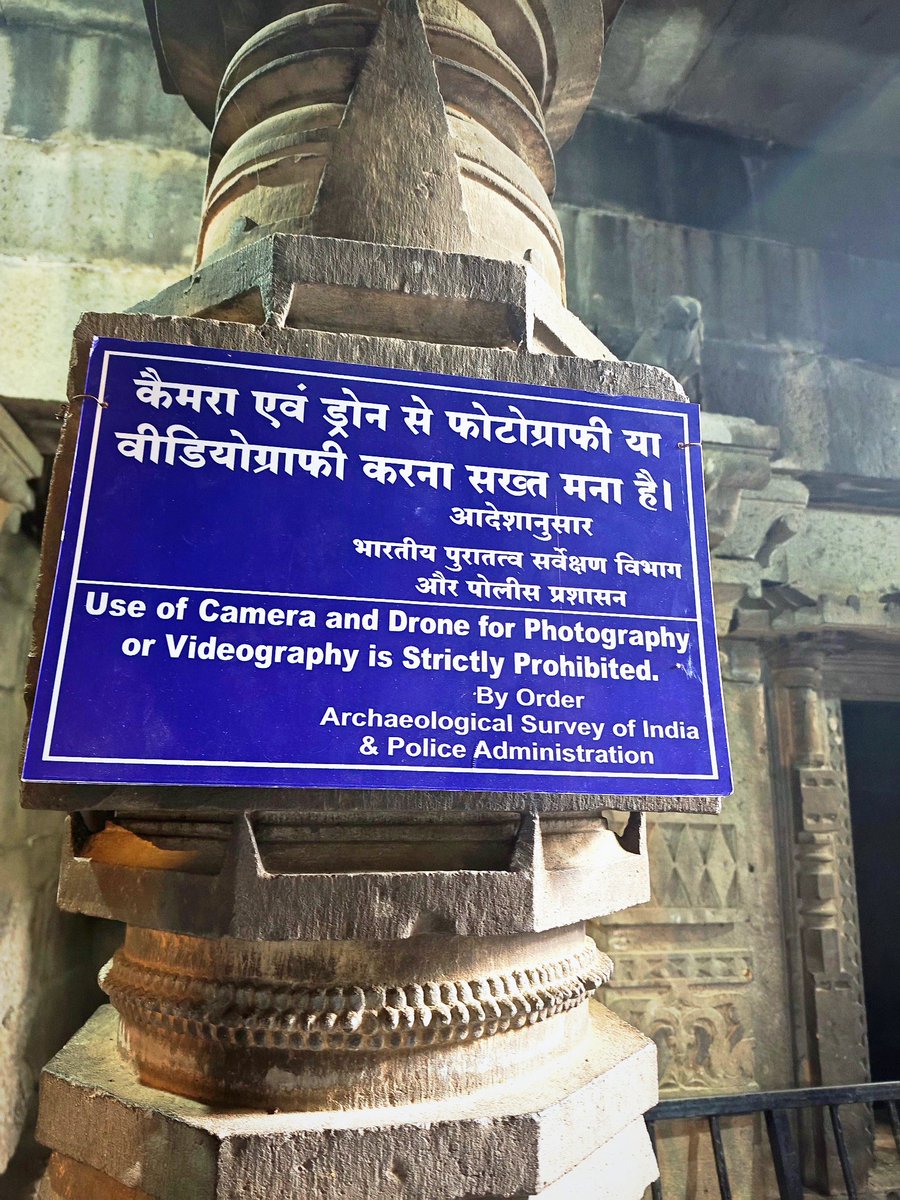 कैमरा एवं ड्रोन से फोटोग्राफी या
वीडियोग्राफी करना सख्त मना है।
आदेशानुसार
भारतीय पुरातत्व सर्वेक्षण विभाग
और पोलीस प्रशासन
Use of Camera and Drone for Photography
or Videography is Strictly Prohibited.
By Order
Archaeological Survey of India
& Police Administration